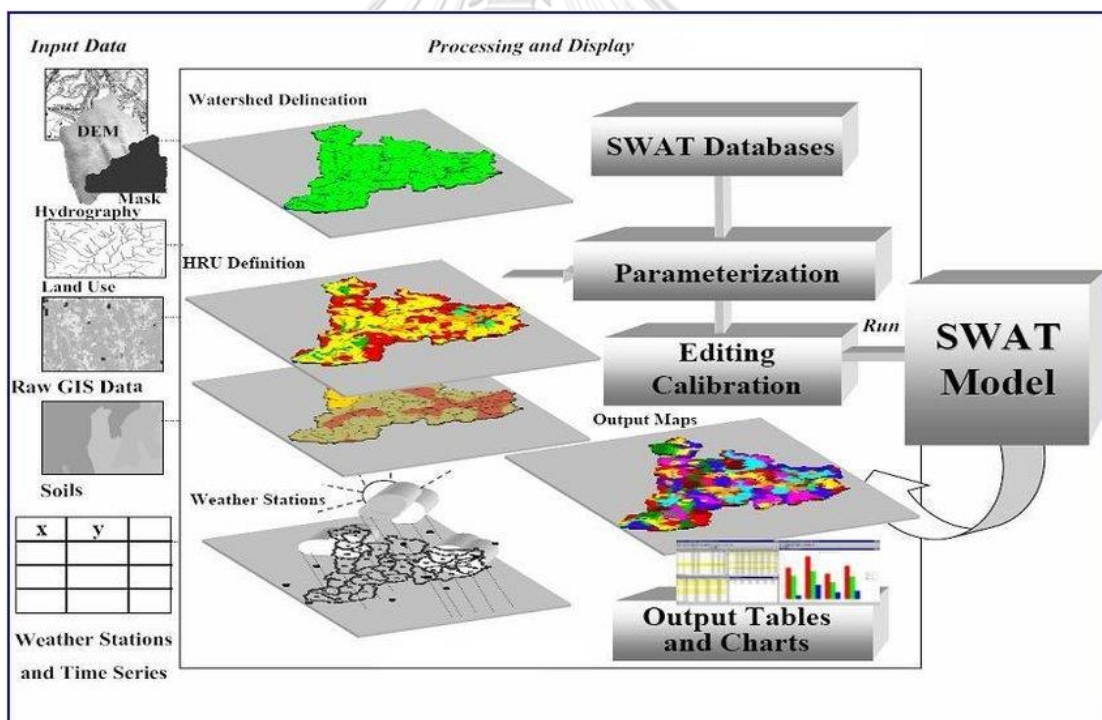 Input Data
Processing and Display
DEM
Mask
Hydrography
Land Use
Raw GIS Data
Soils
x y
Weather Stations
and Time Series
Watershed Delineation
HRU Definition
Weather Stations
SWAT Databases
Parameterization
Editing
Calibration
Run
SWAT
Model
Output Maps
Output Tables
and Charts